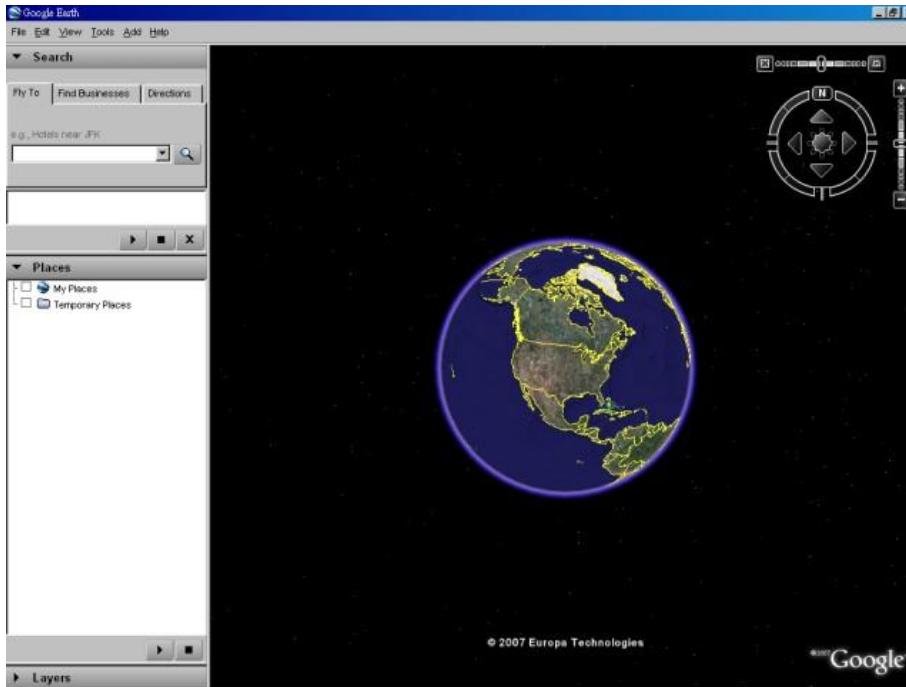 Google Earth
File Edit View Tools Add Help
Search
Fly To Find Businesses Directions
e.g., Hotels near JFK
Places
My Places
Temporary Places
Layers
N
© 2007 Europa Technologies
©2007 Google